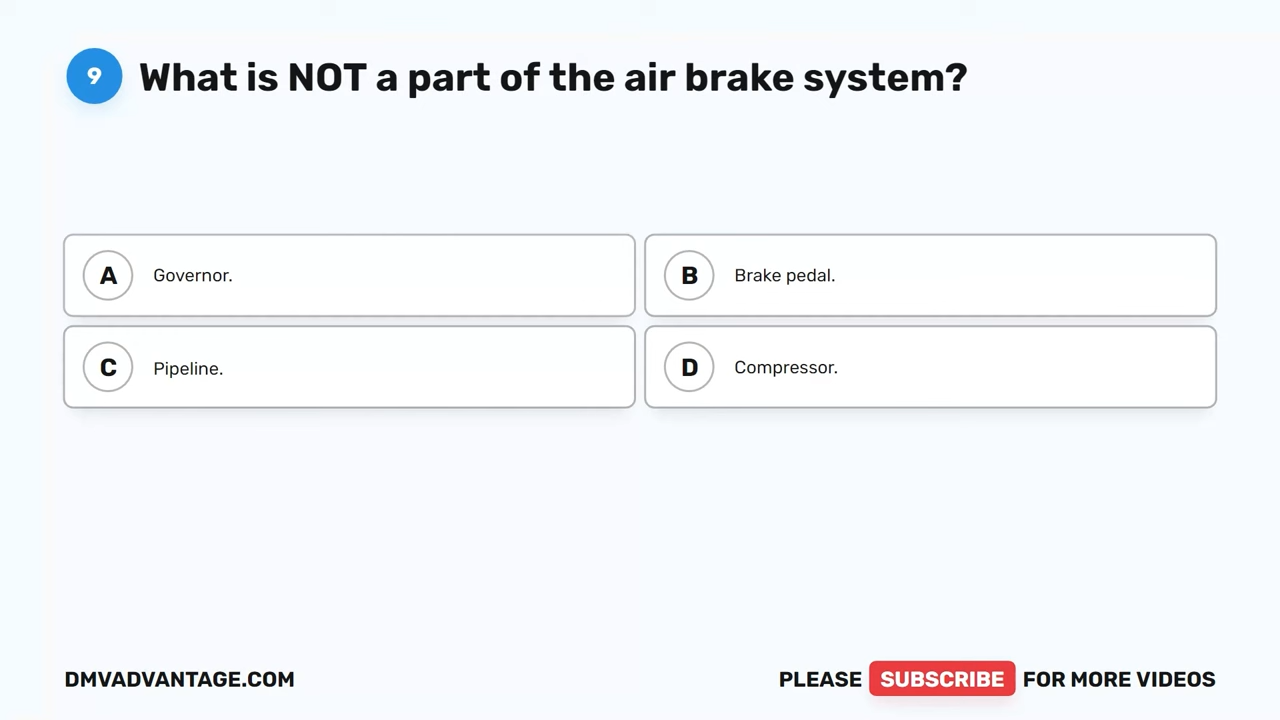 9 What is NOT a part of the air brake system?
A Governor.
B Brake pedal.
C Pipeline.
D Compressor.
DMVADVANTAGE.COM
PLEASE SUBSCRIBE FOR MORE VIDEOS